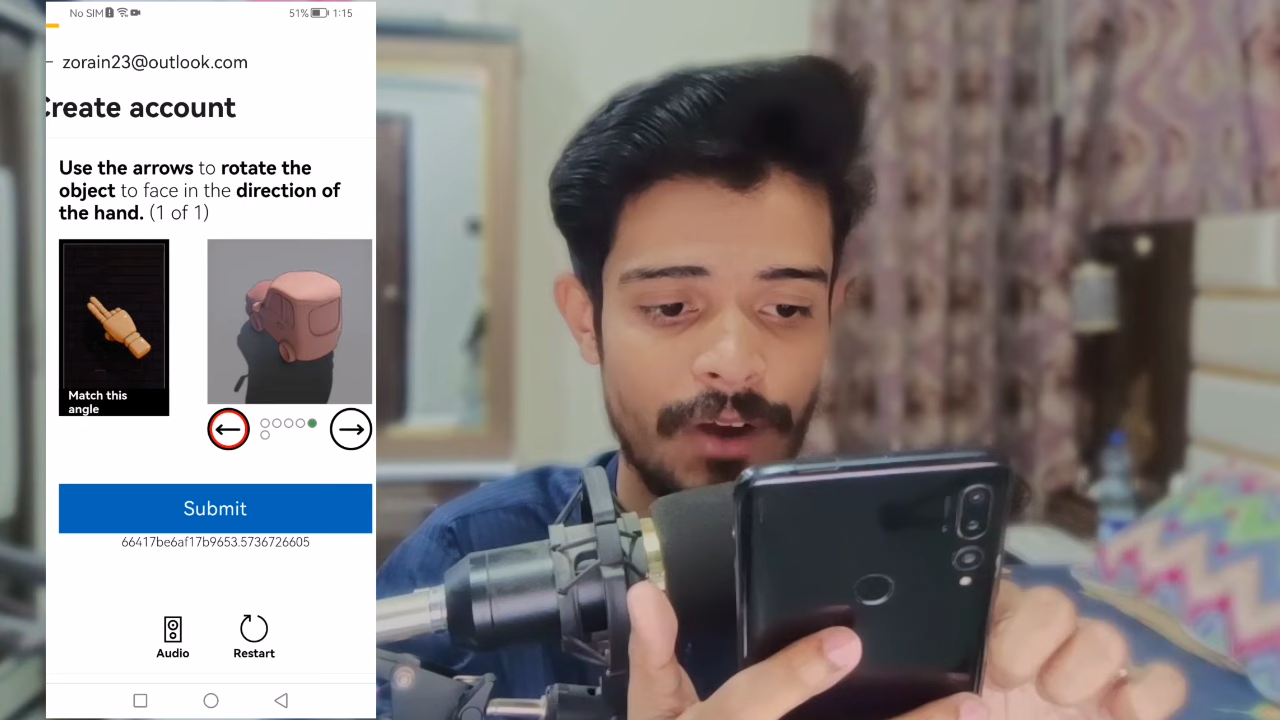 No SIM 51% 1:15
zorain23@outlook.com
Create account
Use the arrows to rotate the
object to face in the direction of
the hand. (1 of 1)
Match this
angle
Submit
66417be6af17b9653.5736726605
Audio Restart